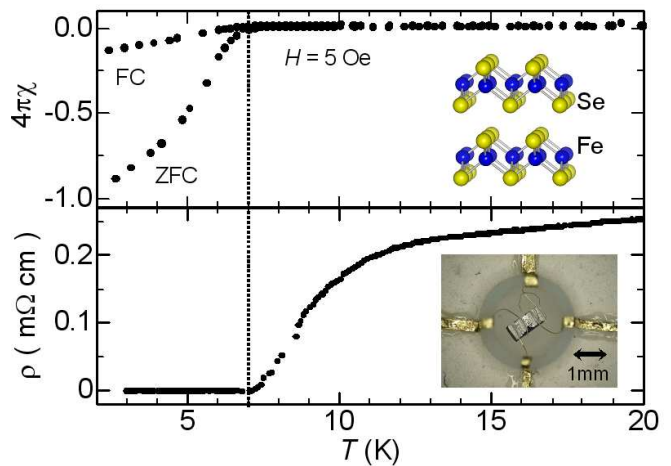 0.0
-0.5
-1.0
4πχ
FC
ZFC
H = 5 Oe
Se
Fe
0.2
0.1
0
ρ ( mΩ cm )
1mm
5
10
15
20
T (K)